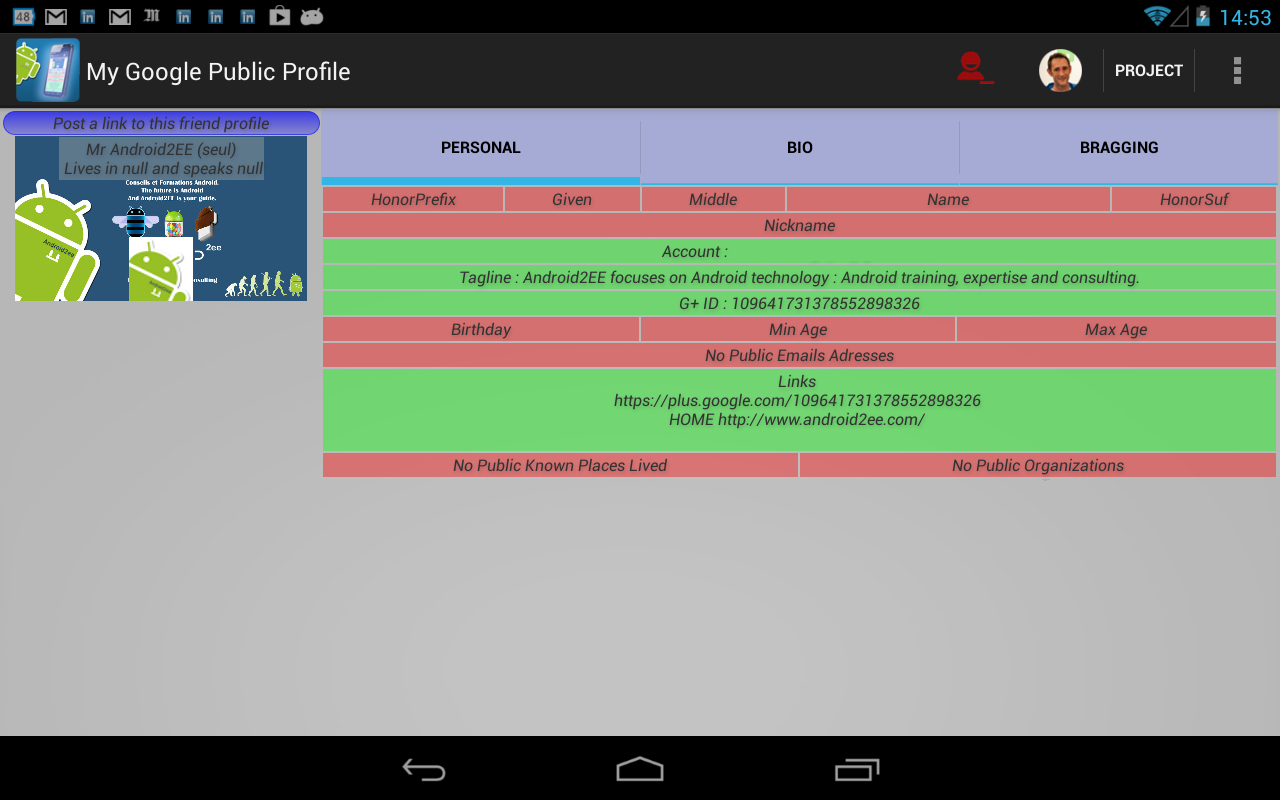 48
14:53
My Google Public Profile
PROJECT
Post a link to this friend profile
Mr Android2EE (seul)
Lives in null and speaks null
Conseils et Formations Android.
The future is Android
And Android2EE is your guide.
Android2ee
2ee
PERSONAL
BIO
BRAGGING
HonorPrefix
Given
Middle
Name
HonorSuf
Nickname
Account :
Tagline : Android2EE focuses on Android technology : Android training, expertise and consulting.
G+ ID : 109641731378552898326
Birthday
Min Age
Max Age
No Public Emails Adresses
Links
https://plus.google.com/109641731378552898326
HOME http://www.android2ee.com/
No Public Known Places Lived
No Public Organizations